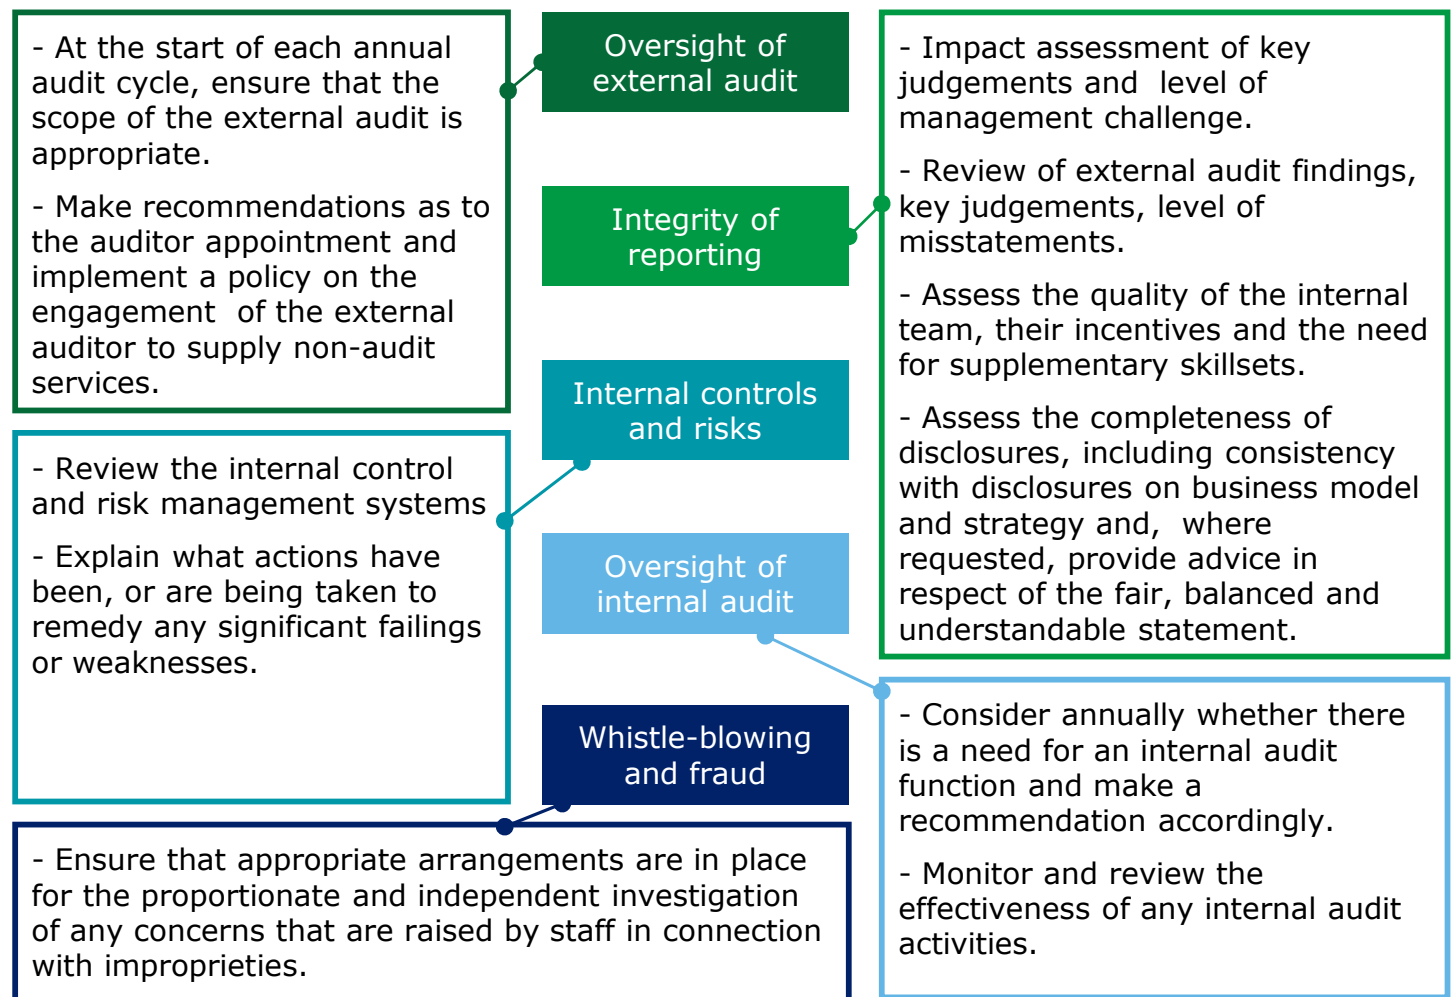 Oversight of
external audit
- At the start of each annual
audit cycle, ensure that the
scope of the external audit is
appropriate.
- Make recommendations as to
the auditor appointment and
implement a policy on the
engagement of the external
auditor to supply non-audit
services.
Integrity of
reporting
- Impact assessment of key
judgements and level of
management challenge.
- Review of external audit findings,
key judgements, level of
misstatements.
- Assess the quality of the internal
team, their incentives and the need
for supplementary skillsets.
- Assess the completeness of
disclosures, including consistency
with disclosures on business model
and strategy and, where
requested, provide advice in
respect of the fair, balanced and
understandable statement.
Internal controls
and risks
- Review the internal control
and risk management systems
- Explain what actions have
been, or are being taken to
remedy any significant failings
or weaknesses.
Oversight of
internal audit
- Consider annually whether there
is a need for an internal audit
function and make a
recommendation accordingly.
- Monitor and review the
effectiveness of any internal audit
activities.
Whistle-blowing
and fraud
- Ensure that appropriate arrangements are in place
for the proportionate and independent investigation
of any concerns that are raised by staff in connection
with improprieties.